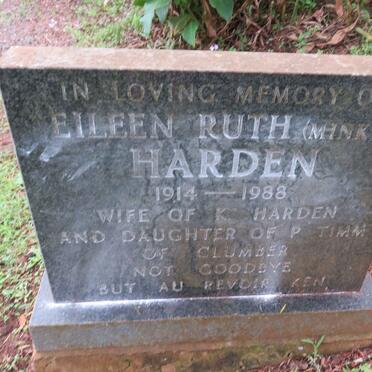 IN LOVING MEMORY O
EILEEN RUTH (MINK
HARDEN
1914 — 1988
WIFE OF K. HARDEN
AND DAUGHTER OF P TIMM
OF CLUMBER
NOT GOODBYE
BUT AU REVOIR KEN.